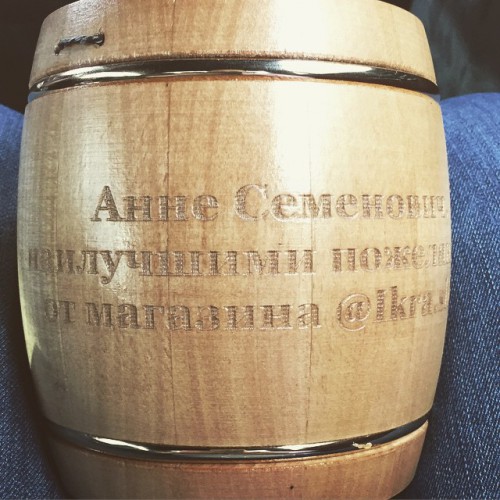 Анне Семенович
наилучшими
от магазина